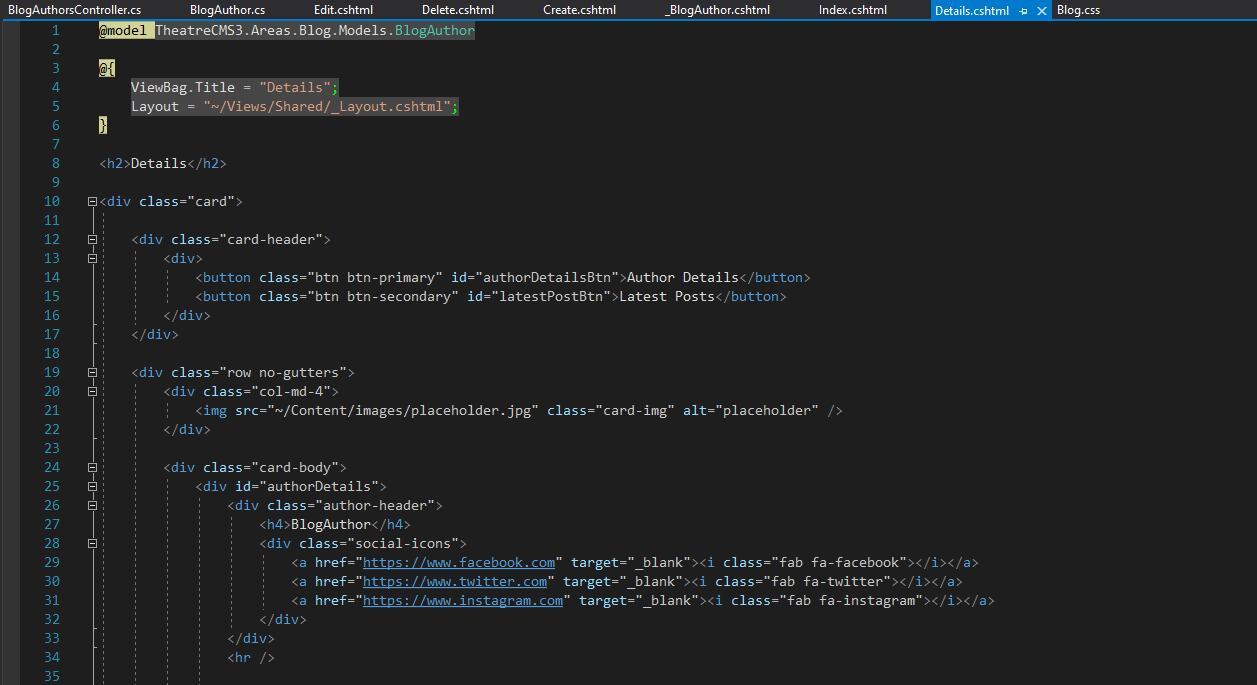 BlogAuthorsController.cs BlogAuthor.cs Edit.cshtml Delete.cshtml Create.cshtml _BlogAuthor.cshtml Index.cshtml Details.cshtml Blog.css
1 @model TheatreCMS3.Areas.Blog.Models.BlogAuthor
2
3 @{
4 ViewBag.Title = "Details";
5 Layout = "~/Views/Shared/_Layout.cshtml";
6 }
7
8 <h2>Details</h2>
9
10 <div class="card">
11
12 <div class="card-header">
13 <div>
14 <button class="btn btn-primary" id="authorDetailsBtn">Author Details</button>
15 <button class="btn btn-secondary" id="latestPostBtn">Latest Posts</button>
16 </div>
17 </div>
18
19 <div class="row no-gutters">
20 <div class="col-md-4">
21 <img src="~/Content/images/placeholder.jpg" class="card-img" alt="placeholder" />
22 </div>
23
24 <div class="card-body">
25 <div id="authorDetails">
26 <div class="author-header">
27 <h4>BlogAuthor</h4>
28 <div class="social-icons">
29 <a href="https://www.facebook.com" target="_blank"><i class="fab fa-facebook"></i></a>
30 <a href="https://www.twitter.com" target="_blank"><i class="fab fa-twitter"></i></a>
31 <a href="https://www.instagram.com" target="_blank"><i class="fab fa-instagram"></i></a>
32 </div>
33 </div>
34 <hr />
35